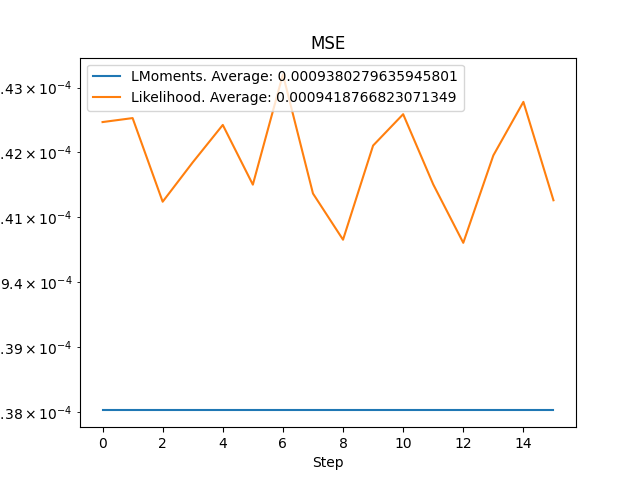 MSE
LMoments. Average: 0.0009380279635945801
Likelihood. Average: 0.0009418766823071349
.43 × 10⁻⁴
.42 × 10⁻⁴
.41 × 10⁻⁴
9.4 × 10⁻⁴
.39 × 10⁻⁴
.38 × 10⁻⁴
0 2 4 6 8 10 12 14
Step